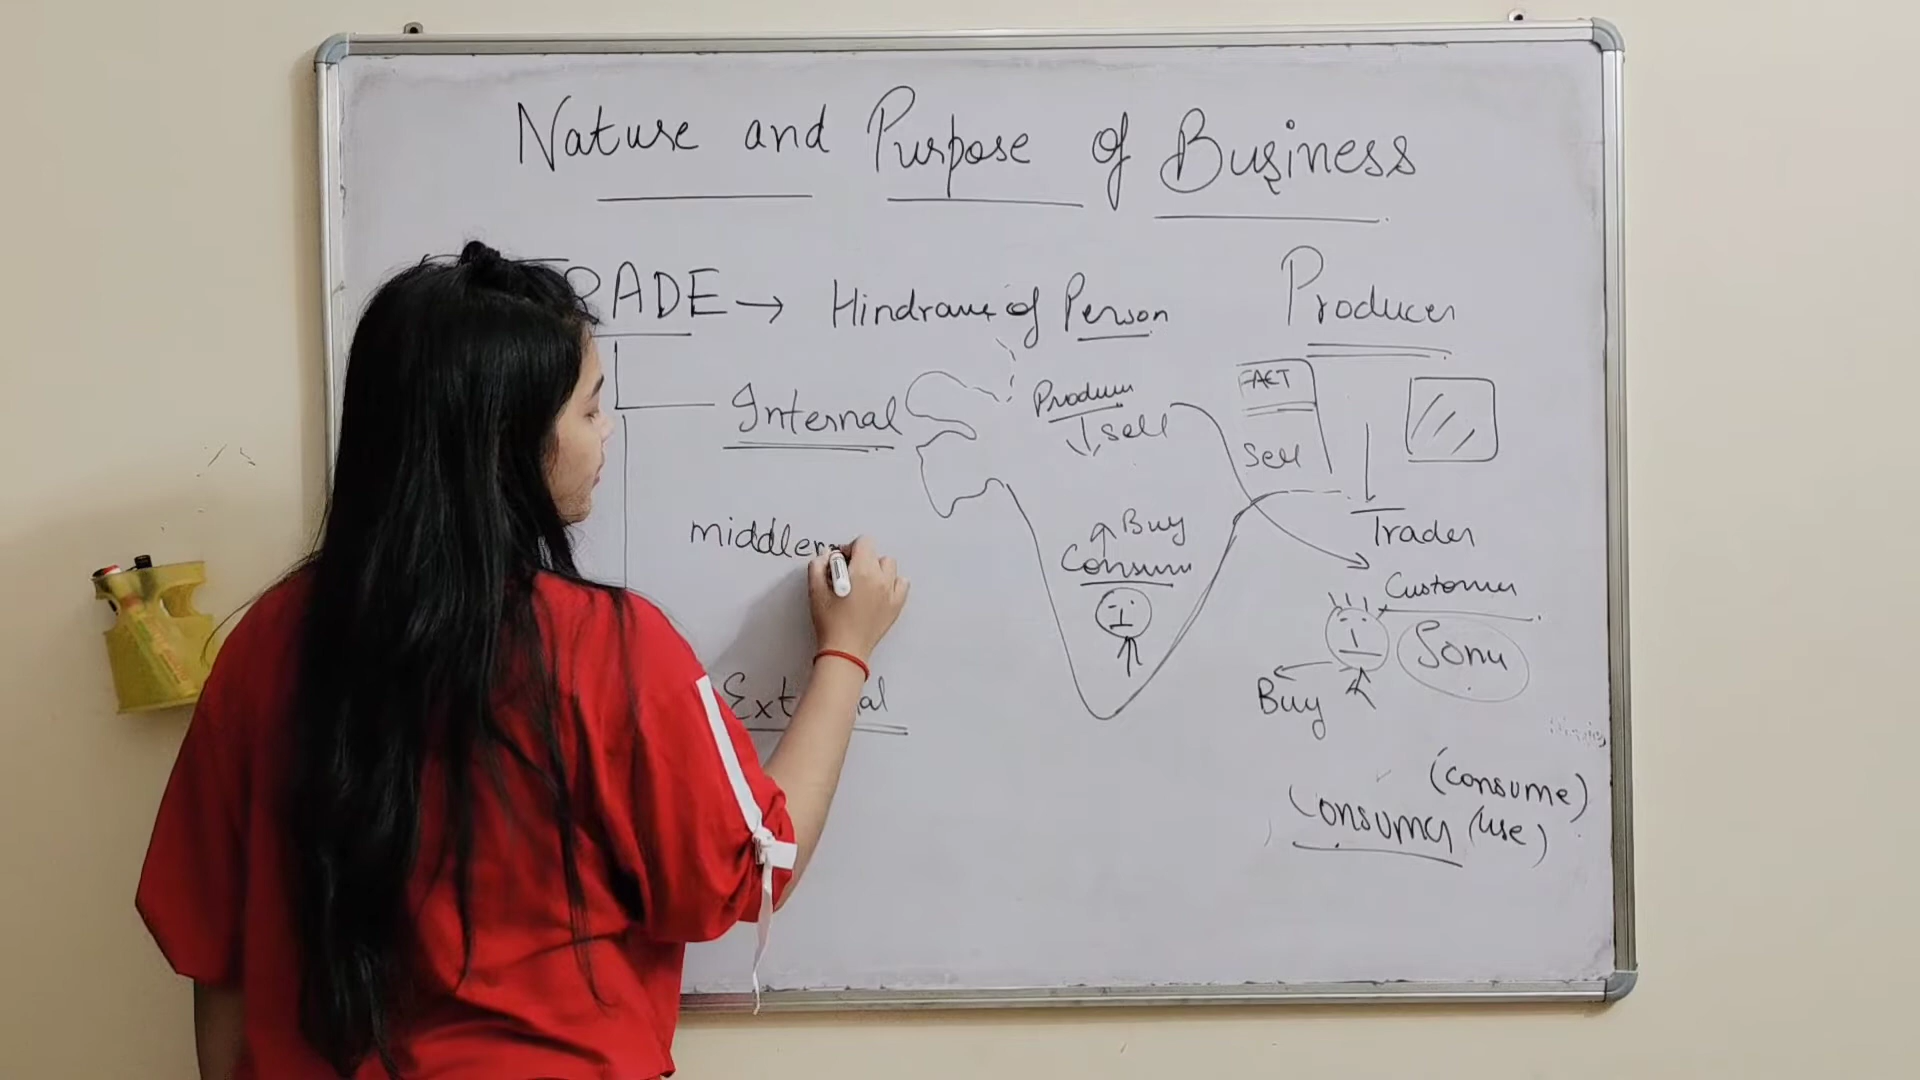 Nature and Purpose of Business
RADE → Hindrance of Person
Producer
Internal
Producer
↓ sell
FACT
Sell
Trader
middlem
↑ Buy
Consumer
Customer
Sonu
Buy
Ext al
(consume)
Consumer (use)